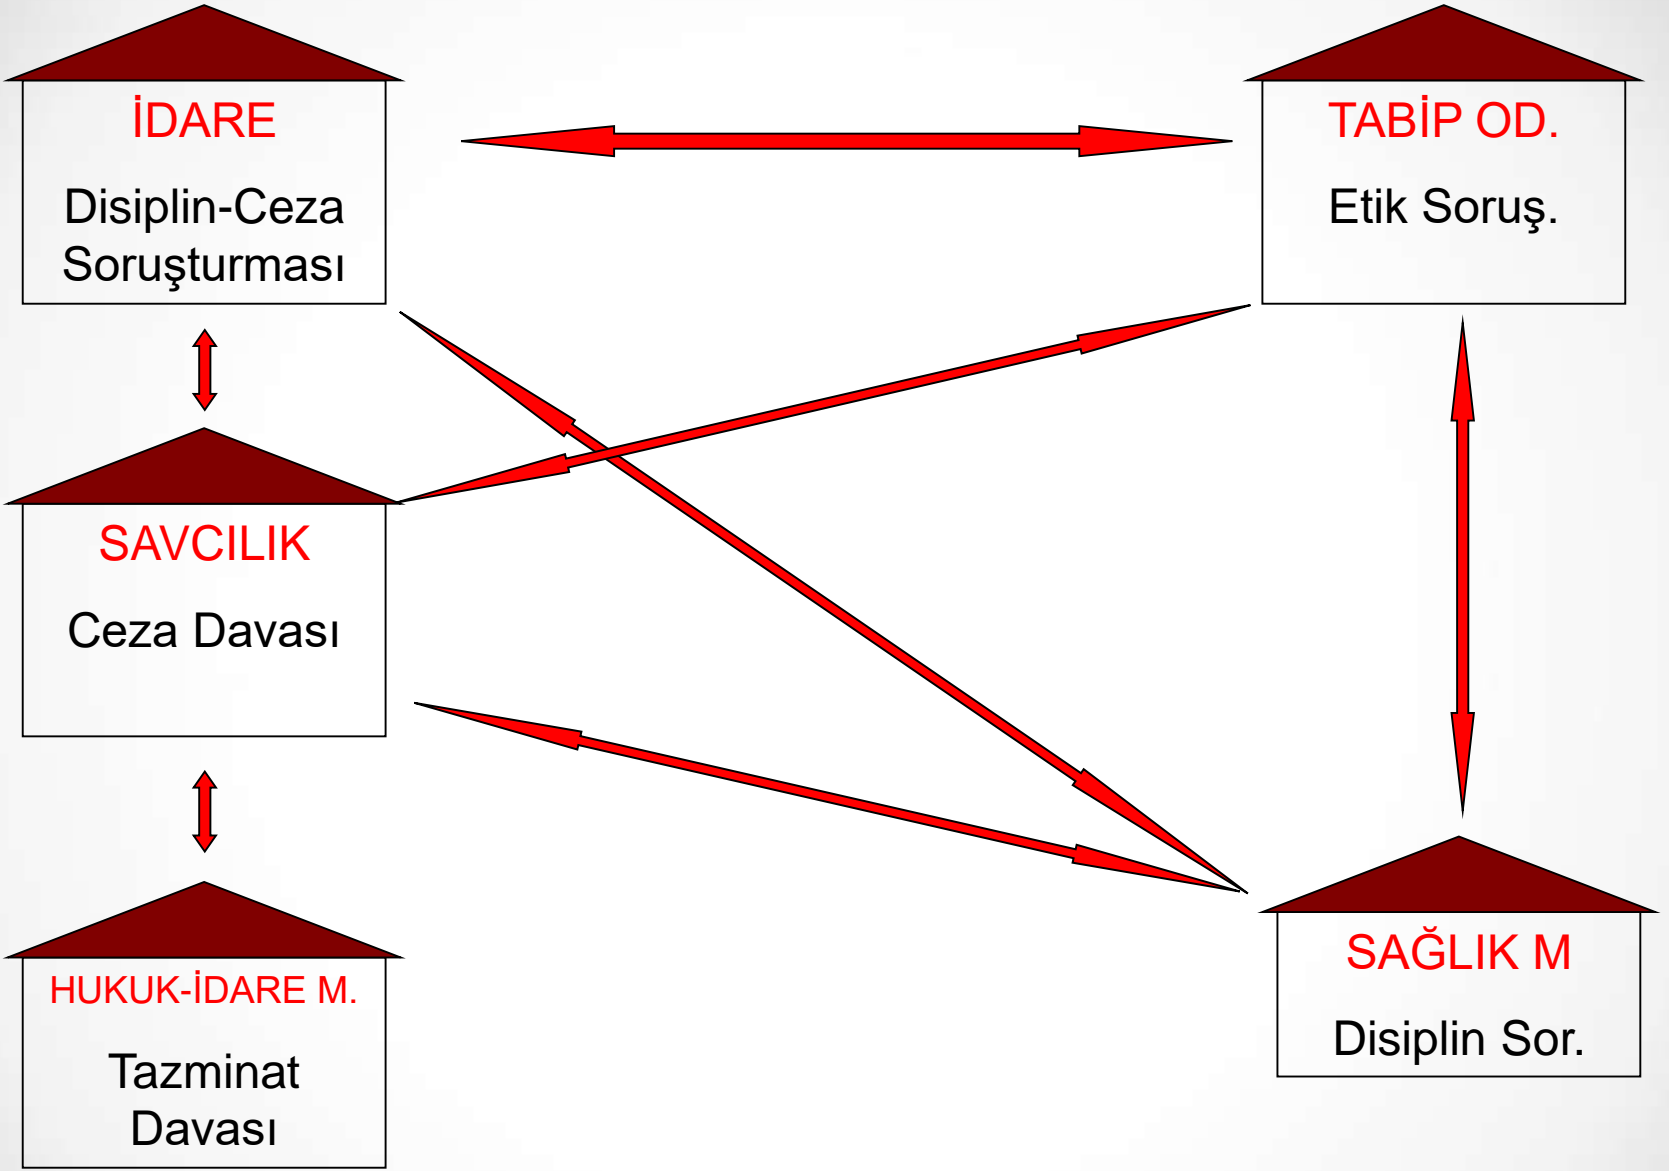 İDARE
Disiplin-Ceza
Soruşturması
TABİP OD.
Etik Soruş.
SAVCILIK
Ceza Davası
HUKUK-İDARE M.
Tazminat
Davası
SAĞLIK M
Disiplin Sor.